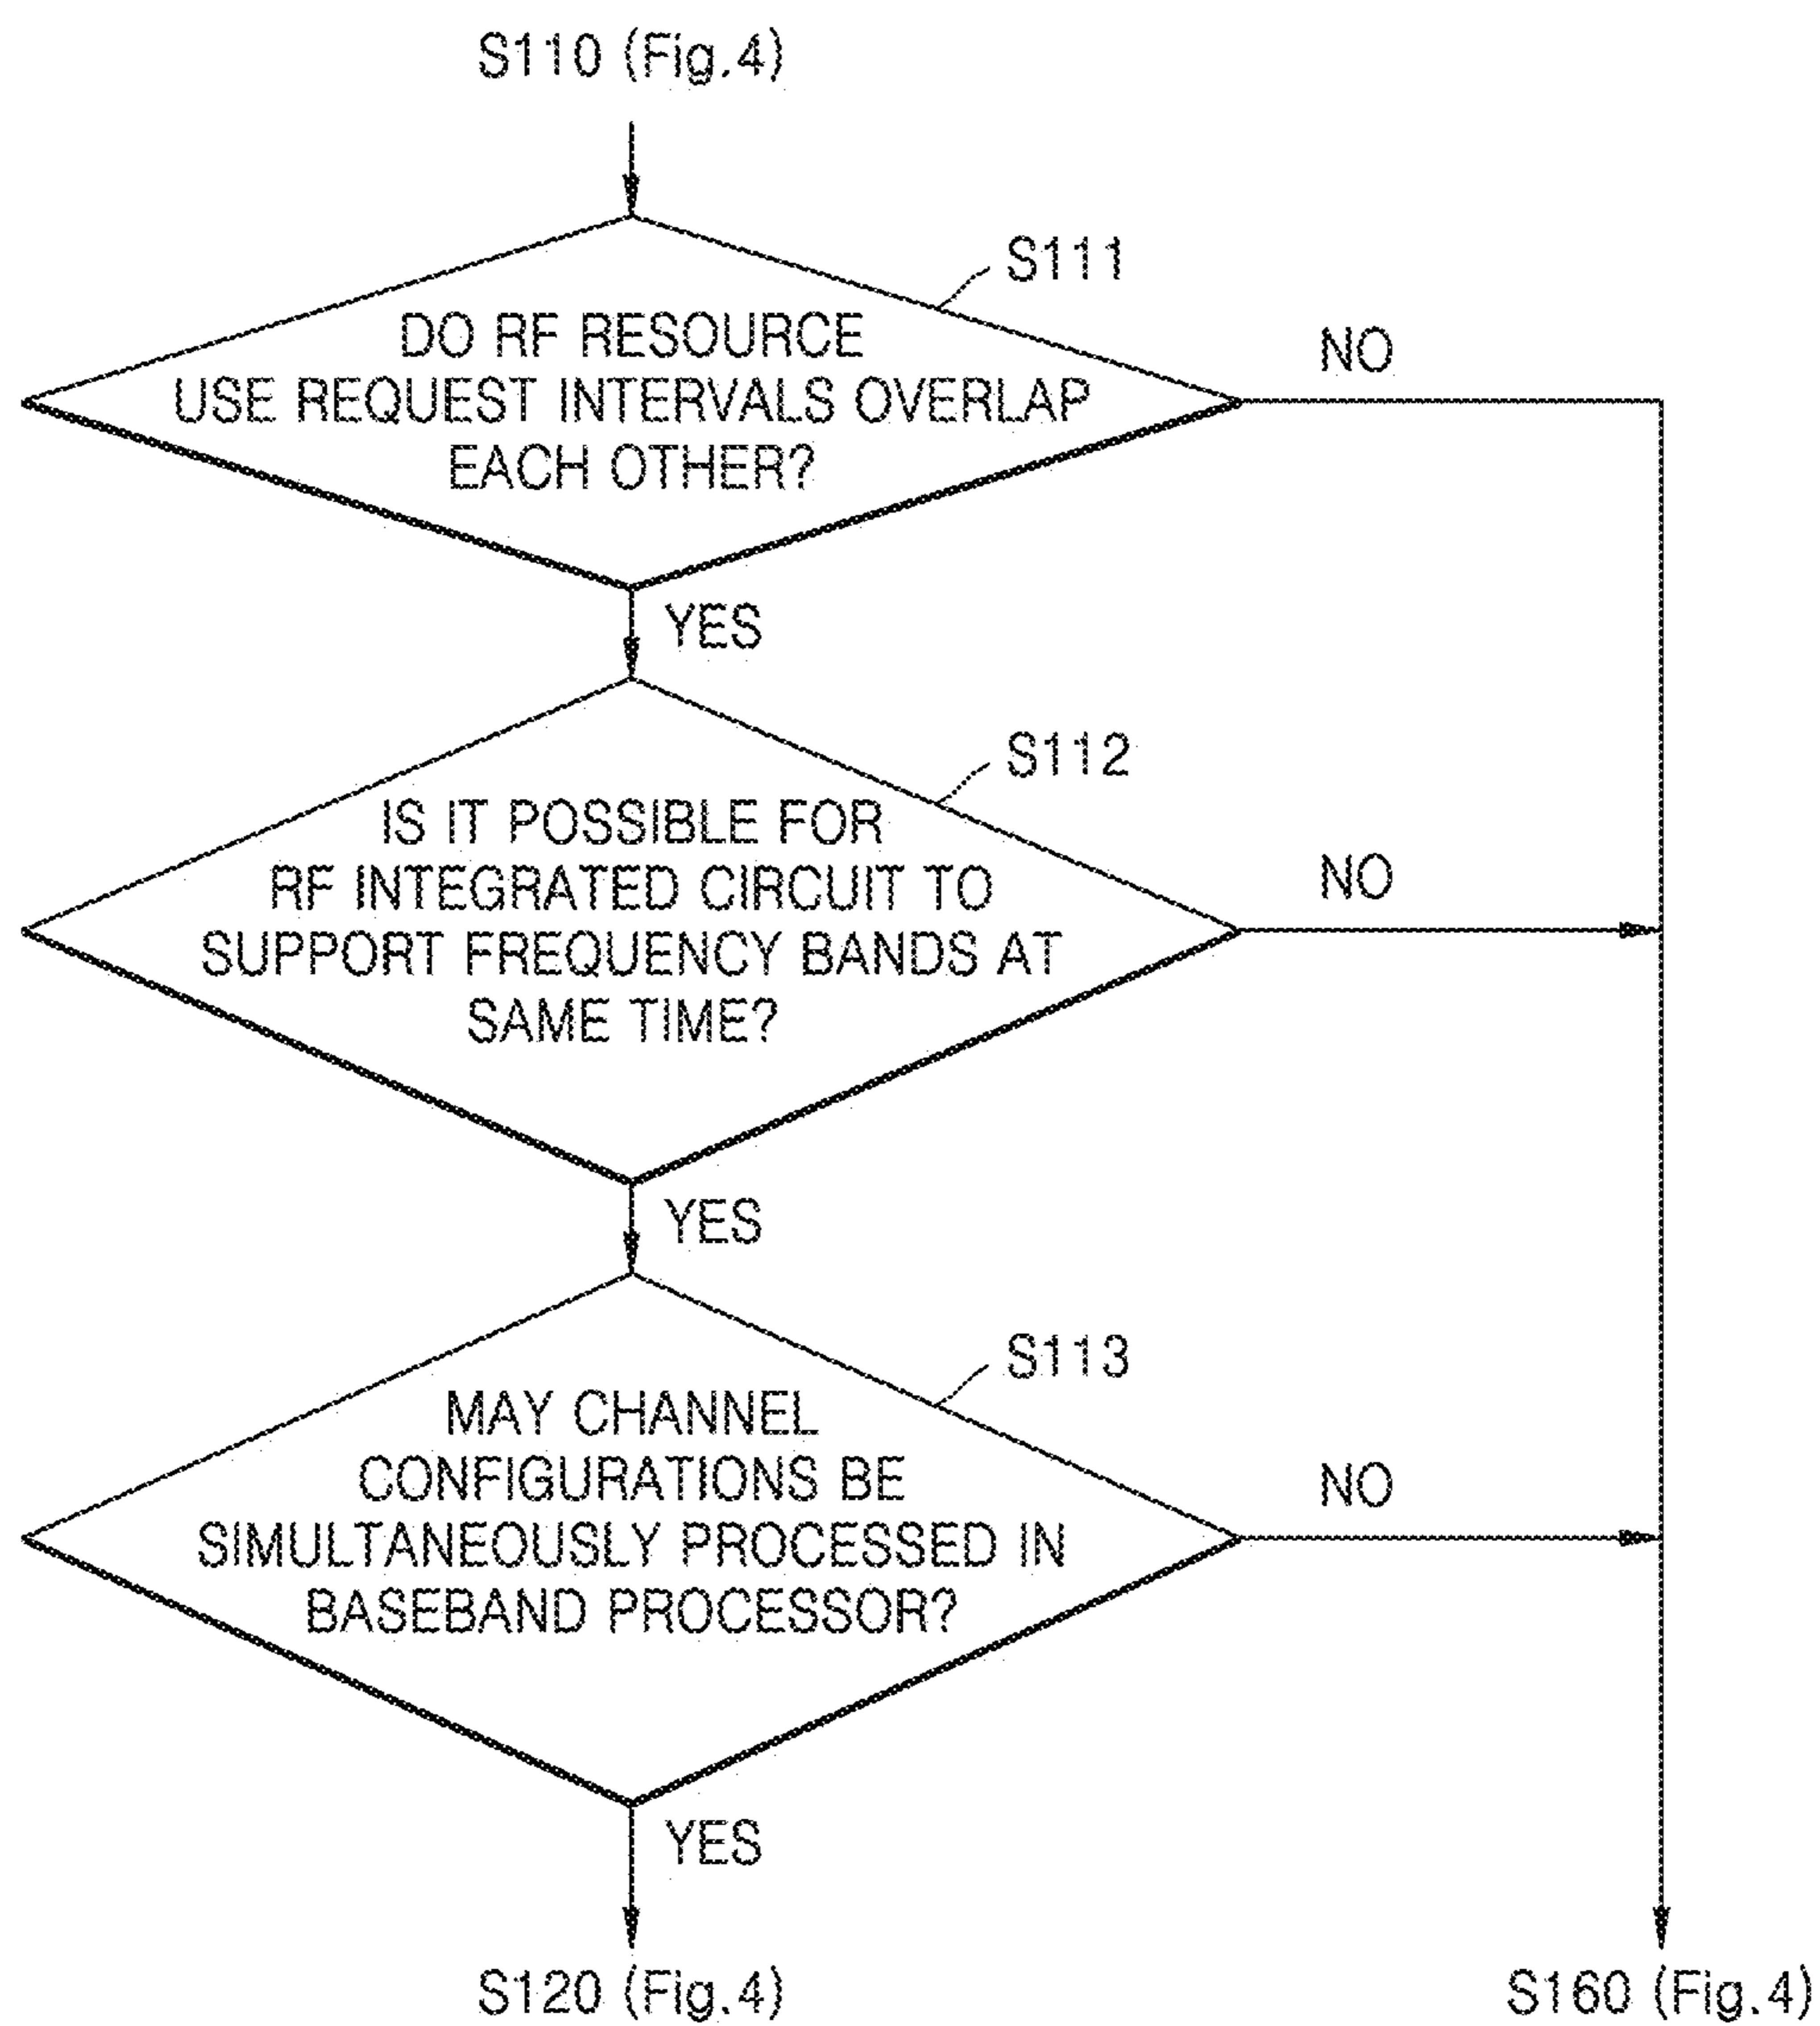 S110 (Fig.4)
S111
DO RF RESOURCE
USE REQUEST INTERVALS OVERLAP
EACH OTHER?
NO
YES
S112
IS IT POSSIBLE FOR
RF INTEGRATED CIRCUIT TO
SUPPORT FREQUENCY BANDS AT
SAME TIME?
NO
YES
S113
MAY CHANNEL
CONFIGURATIONS BE
SIMULTANEOUSLY PROCESSED IN
BASEBAND PROCESSOR?
NO
YES
S120 (Fig.4)
S160 (Fig.4)